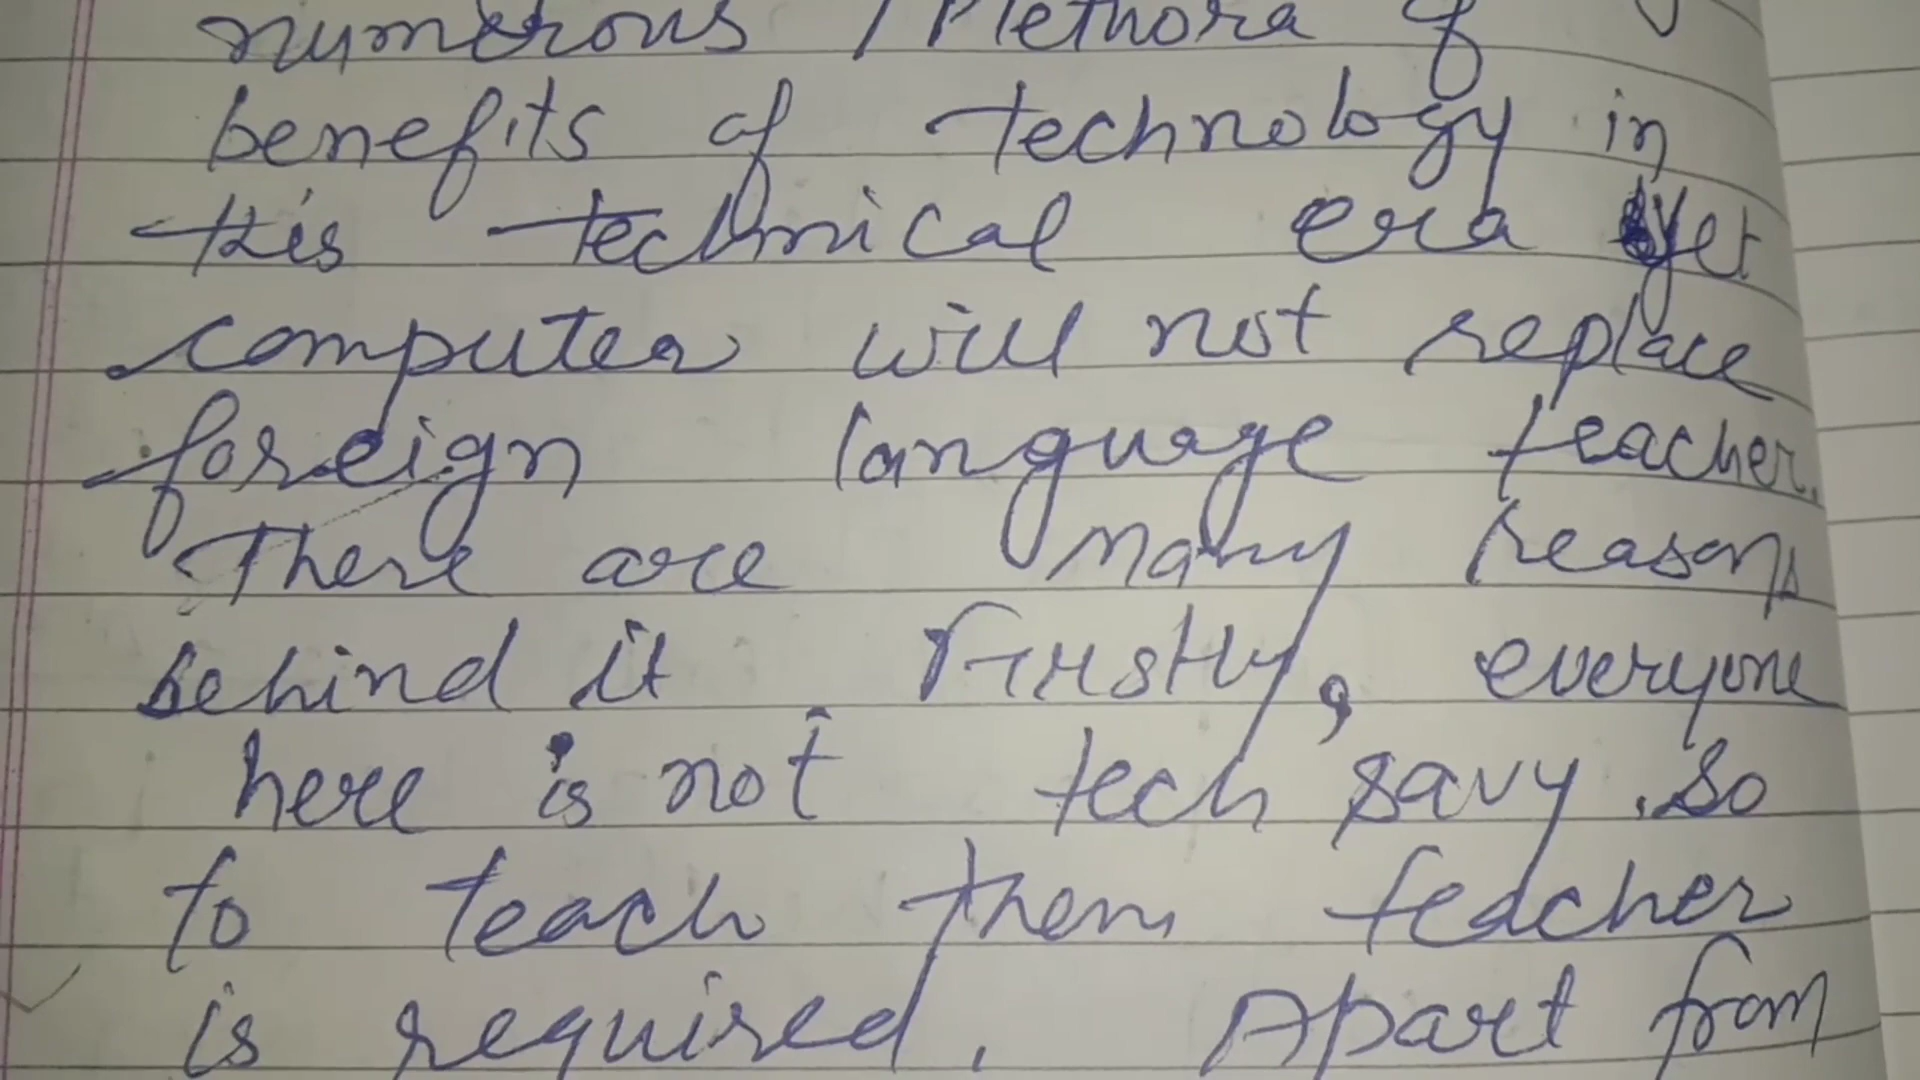 numerous / Plethora of
benefits of technology in
this technical era yet
computer will not replace
foreign language teacher.
There are many reasons
behind it. Firstly, everyone
here is not tech savy. So
to teach them teacher
is required. Apart from